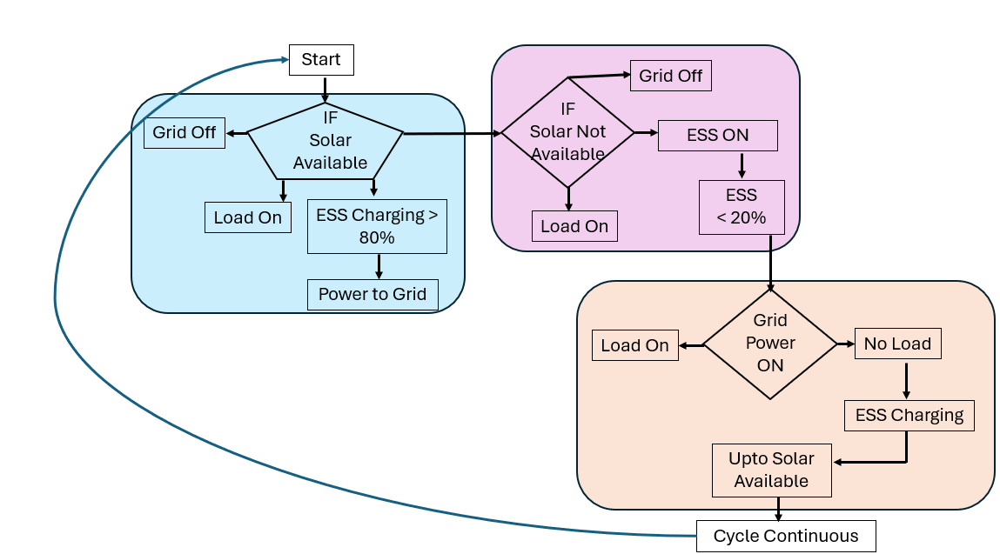 Start
Grid Off
IF
Solar
Available
Load On
ESS Charging >
80%
Power to Grid
IF
Solar Not
Available
Grid Off
ESS ON
ESS
< 20%
Load On
Grid
Power
ON
Load On
No Load
ESS Charging
Upto Solar
Available
Cycle Continuous